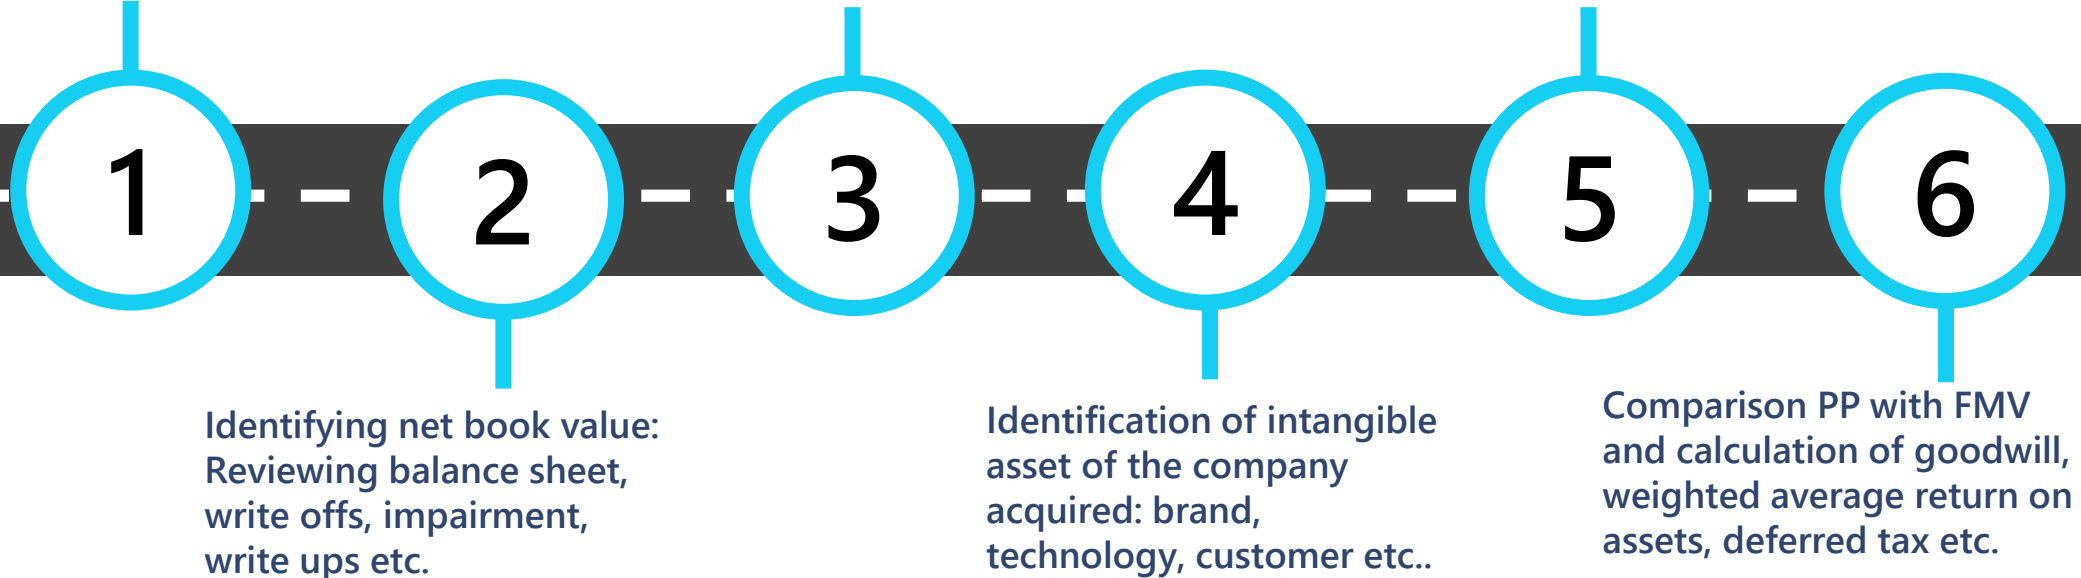 1
2
3
4
5
6
Identifying net book value:
Reviewing balance sheet,
write offs, impairment,
write ups etc.
Identification of intangible
asset of the company
acquired: brand,
technology, customer etc..
Comparison PP with FMV
and calculation of goodwill,
weighted average return on
assets, deferred tax etc.